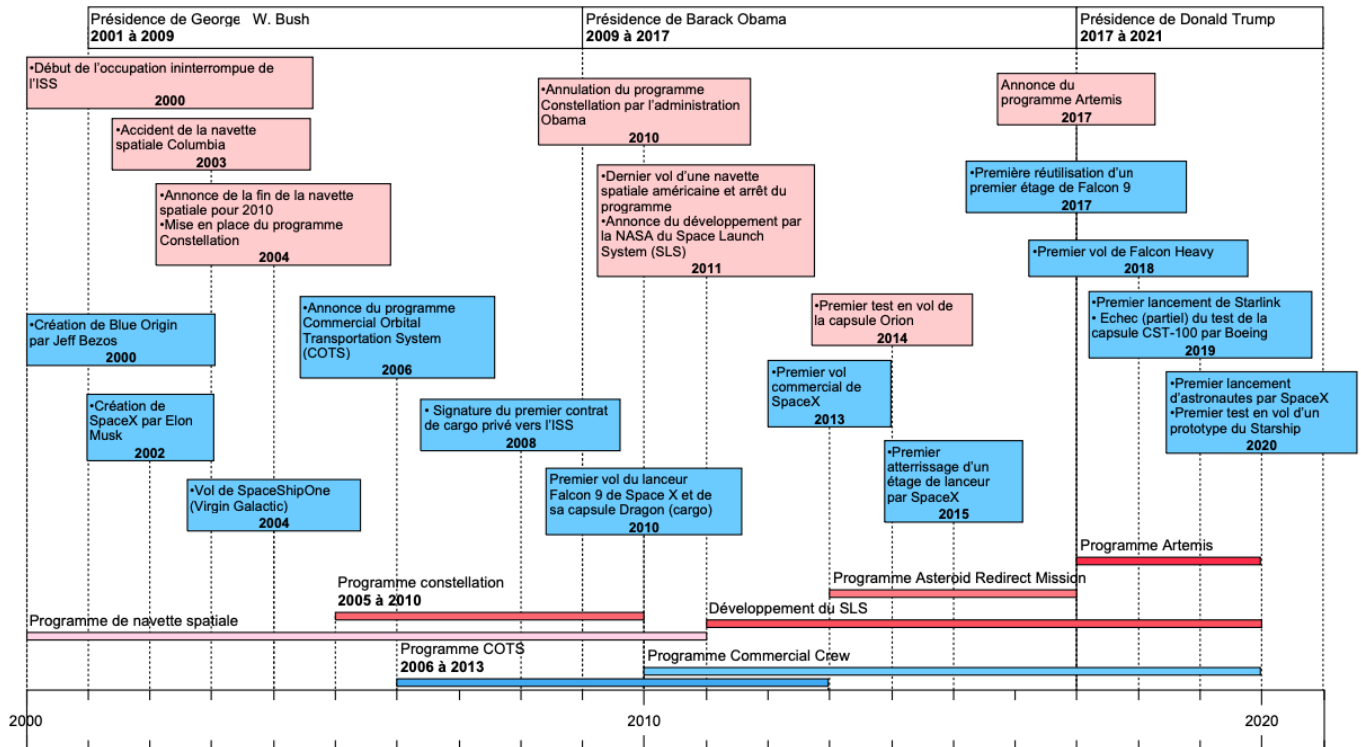 Présidence de George W. Bush
2001 à 2009
Présidence de Barack Obama
2009 à 2017
Présidence de Donald Trump
2017 à 2021
•Début de l'occupation ininterrompue de
l'ISS
2000
•Accident de la navette
spatiale Columbia
2003
•Annonce de la fin de la navette
spatiale pour 2010
•Mise en place du programme
Constellation
2004
•Annulation du programme
Constellation par l'administration
Obama
2010
•Dernier vol d'une navette
spatiale américaine et arrêt du
programme
•Annonce du développement par
la NASA du Space Launch
System (SLS)
2011
Annonce du
programme Artemis
2017
•Première réutilisation d'un
premier étage de Falcon 9
2017
•Premier vol de Falcon Heavy
2018
•Premier test en vol de
la capsule Orion
2014
•Premier lancement de Starlink
• Echec (partiel) du test de la
capsule CST-100 par Boeing
2019
•Création de Blue Origin
par Jeff Bezos
2000
•Annonce du programme
Commercial Orbital
Transportation System
(COTS)
2006
•Premier vol
commercial de
SpaceX
2013
•Premier lancement
d'astronautes par SpaceX
•Premier test en vol d'un
prototype du Starship
2020
•Création de
SpaceX par Elon
Musk
2002
• Signature du premier contrat
de cargo privé vers l'ISS
2008
•Premier
atterrissage d'un
étage de lanceur
par SpaceX
2015
•Vol de SpaceShipOne
(Virgin Galactic)
2004
Premier vol du lanceur
Falcon 9 de Space X et de
sa capsule Dragon (cargo)
2010
Programme Artemis
Programme Asteroid Redirect Mission
Programme constellation
2005 à 2010
Développement du SLS
Programme de navette spatiale
Programme COTS
2006 à 2013
Programme Commercial Crew
2000
2010
2020